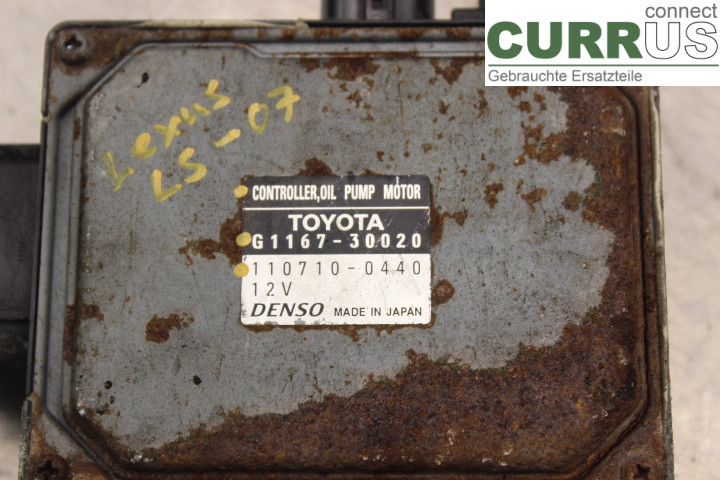 connect
CURRUS
Gebrauchte Ersatzteile
Lexus
LS-07
CONTROLLER,OIL PUMP MOTOR
TOYOTA
G1167-30020
110710-0440
12V
DENSO MADE IN JAPAN